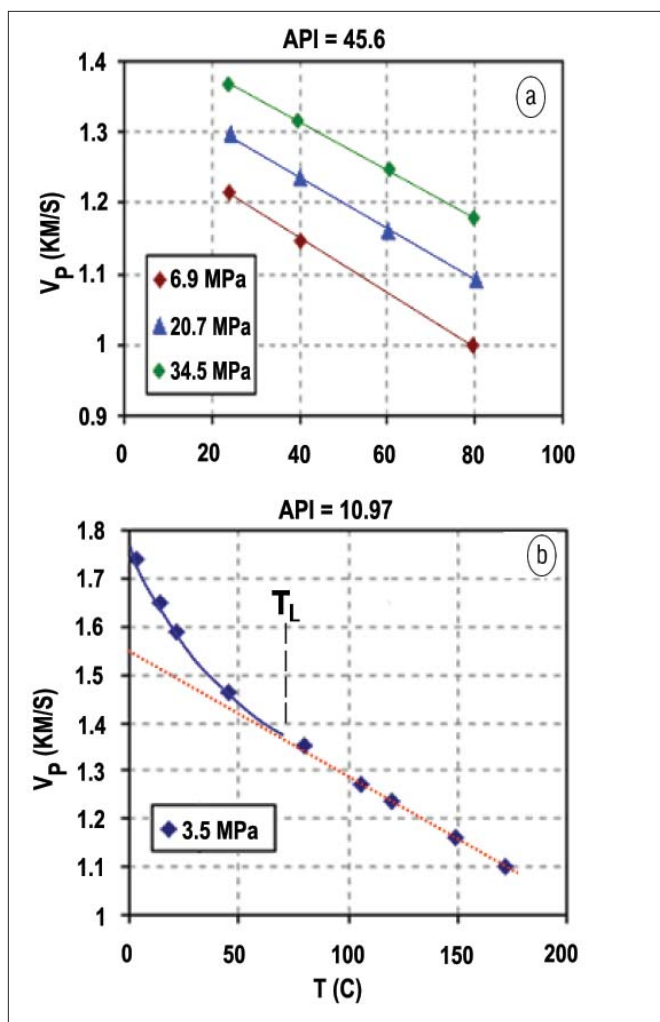 API = 45.6
a
1.4
1.3
1.2
1.1
1
0.9
V_P (KM/S)
6.9 MPa
20.7 MPa
34.5 MPa
0 20 40 60 80 100
API = 10.97
b
1.8
1.7
1.6
1.5
1.4
1.3
1.2
1.1
1
V_P (KM/S)
T_L
3.5 MPa
0 50 100 150 200
T (C)